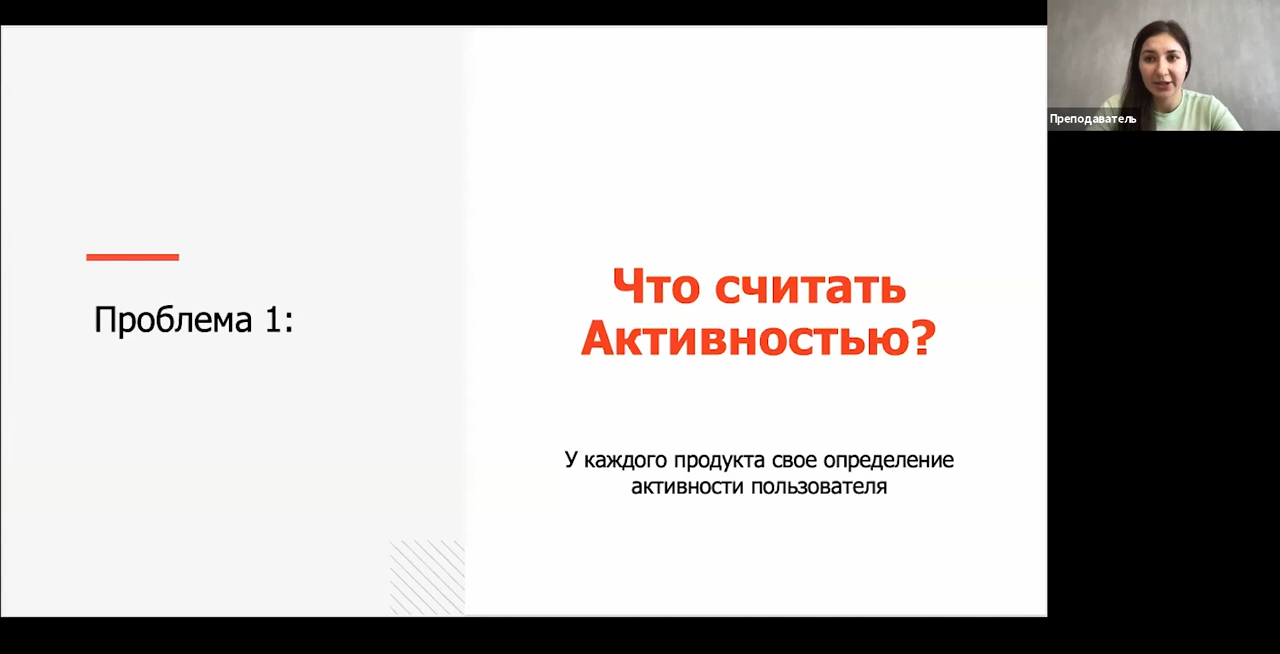 Преподаватель
Проблема 1:
Что считать
Активностью?
У каждого продукта свое определение
активности пользователя